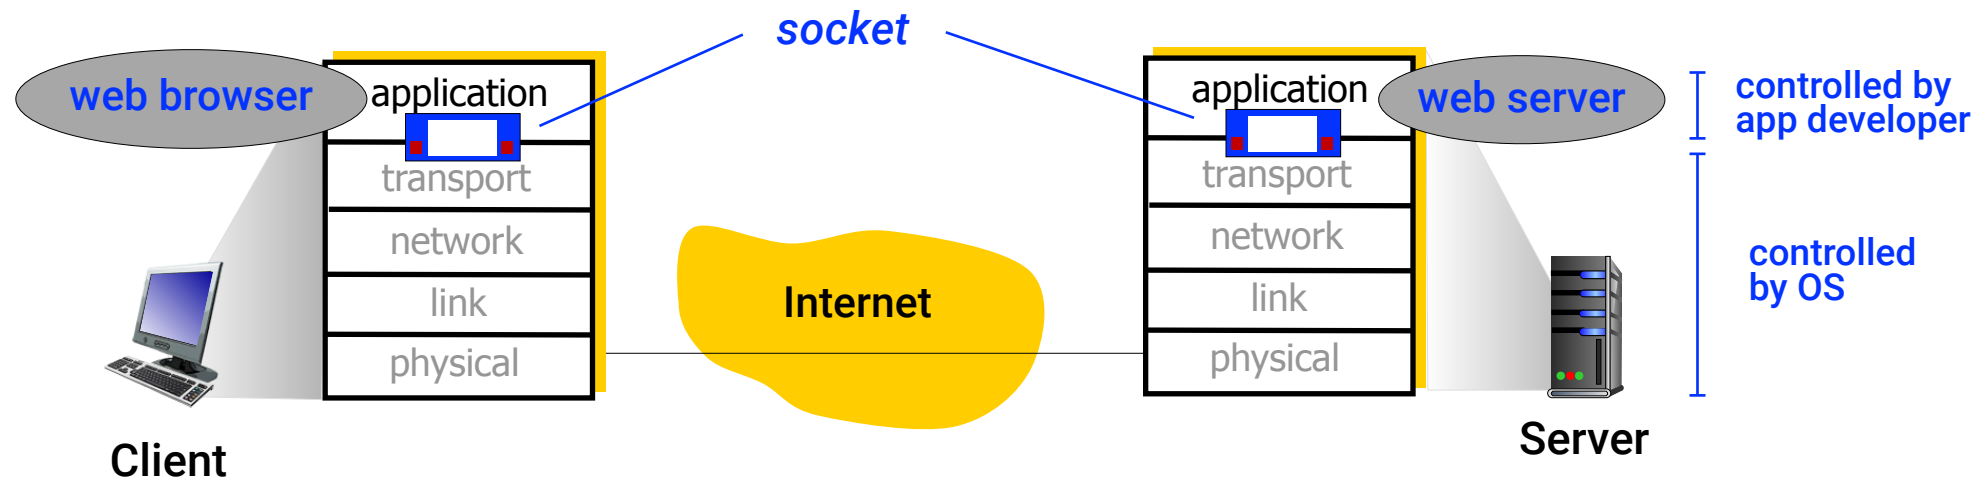 socket
web browser
application
transport
network
link
physical
Client
Internet
application
transport
network
link
physical
web server
Server
controlled by
app developer
controlled
by OS